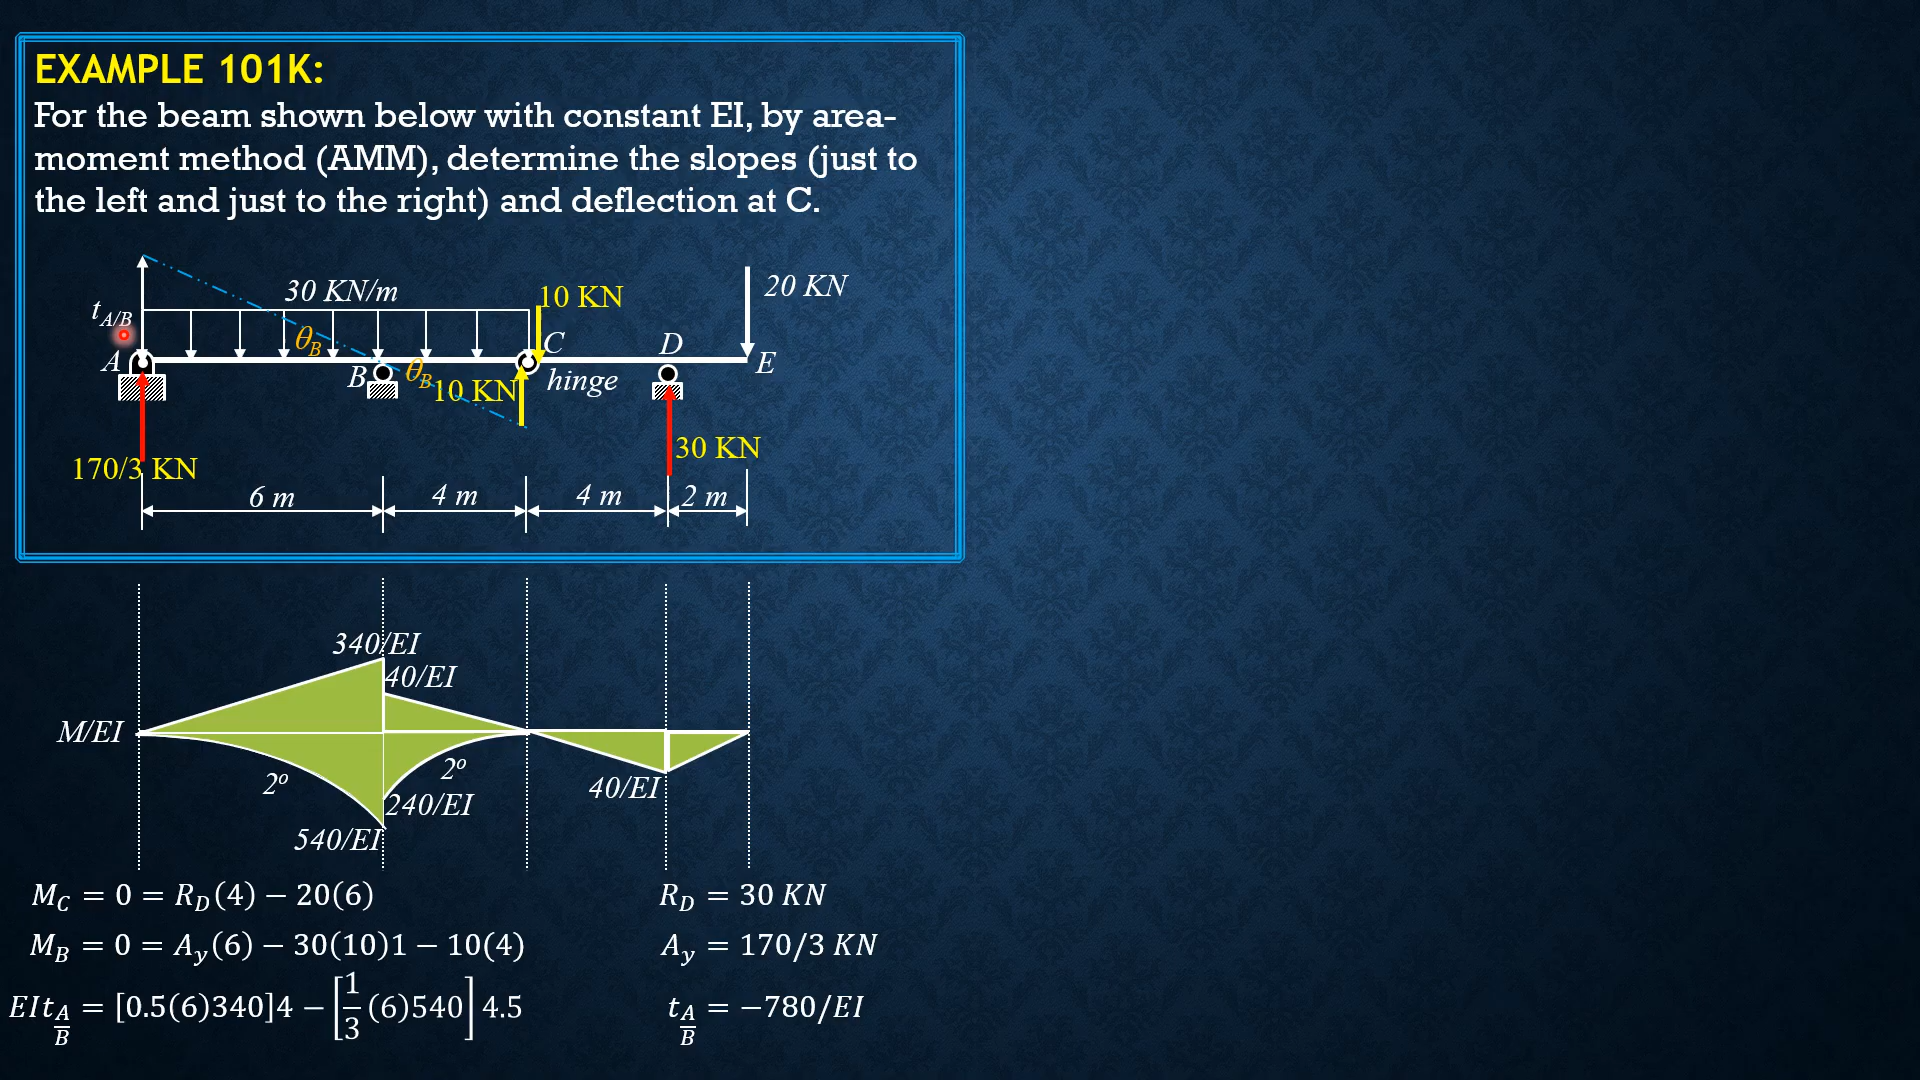 EXAMPLE 101K:
For the beam shown below with constant EI, by area-
moment method (AMM), determine the slopes (just to
the left and just to the right) and deflection at C.
20 KN
30 KN/m
10 KN
t_{A/B}
θ_B
C
D
A
E
B
θ_B
10 KN
hinge
30 KN
170/3 KN
6 m
4 m
4 m
2 m
340/EI
40/EI
M/EI
2º
2º
40/EI
240/EI
540/EI
M_C = 0 = R_D(4) − 20(6)
R_D = 30 KN
M_B = 0 = A_y(6) − 30(10)1 − 10(4)
A_y = 170/3 KN
EIt_{A/B} = [0.5(6)340]4 − [1/3 (6)540] 4.5
t_{A/B} = −780/EI